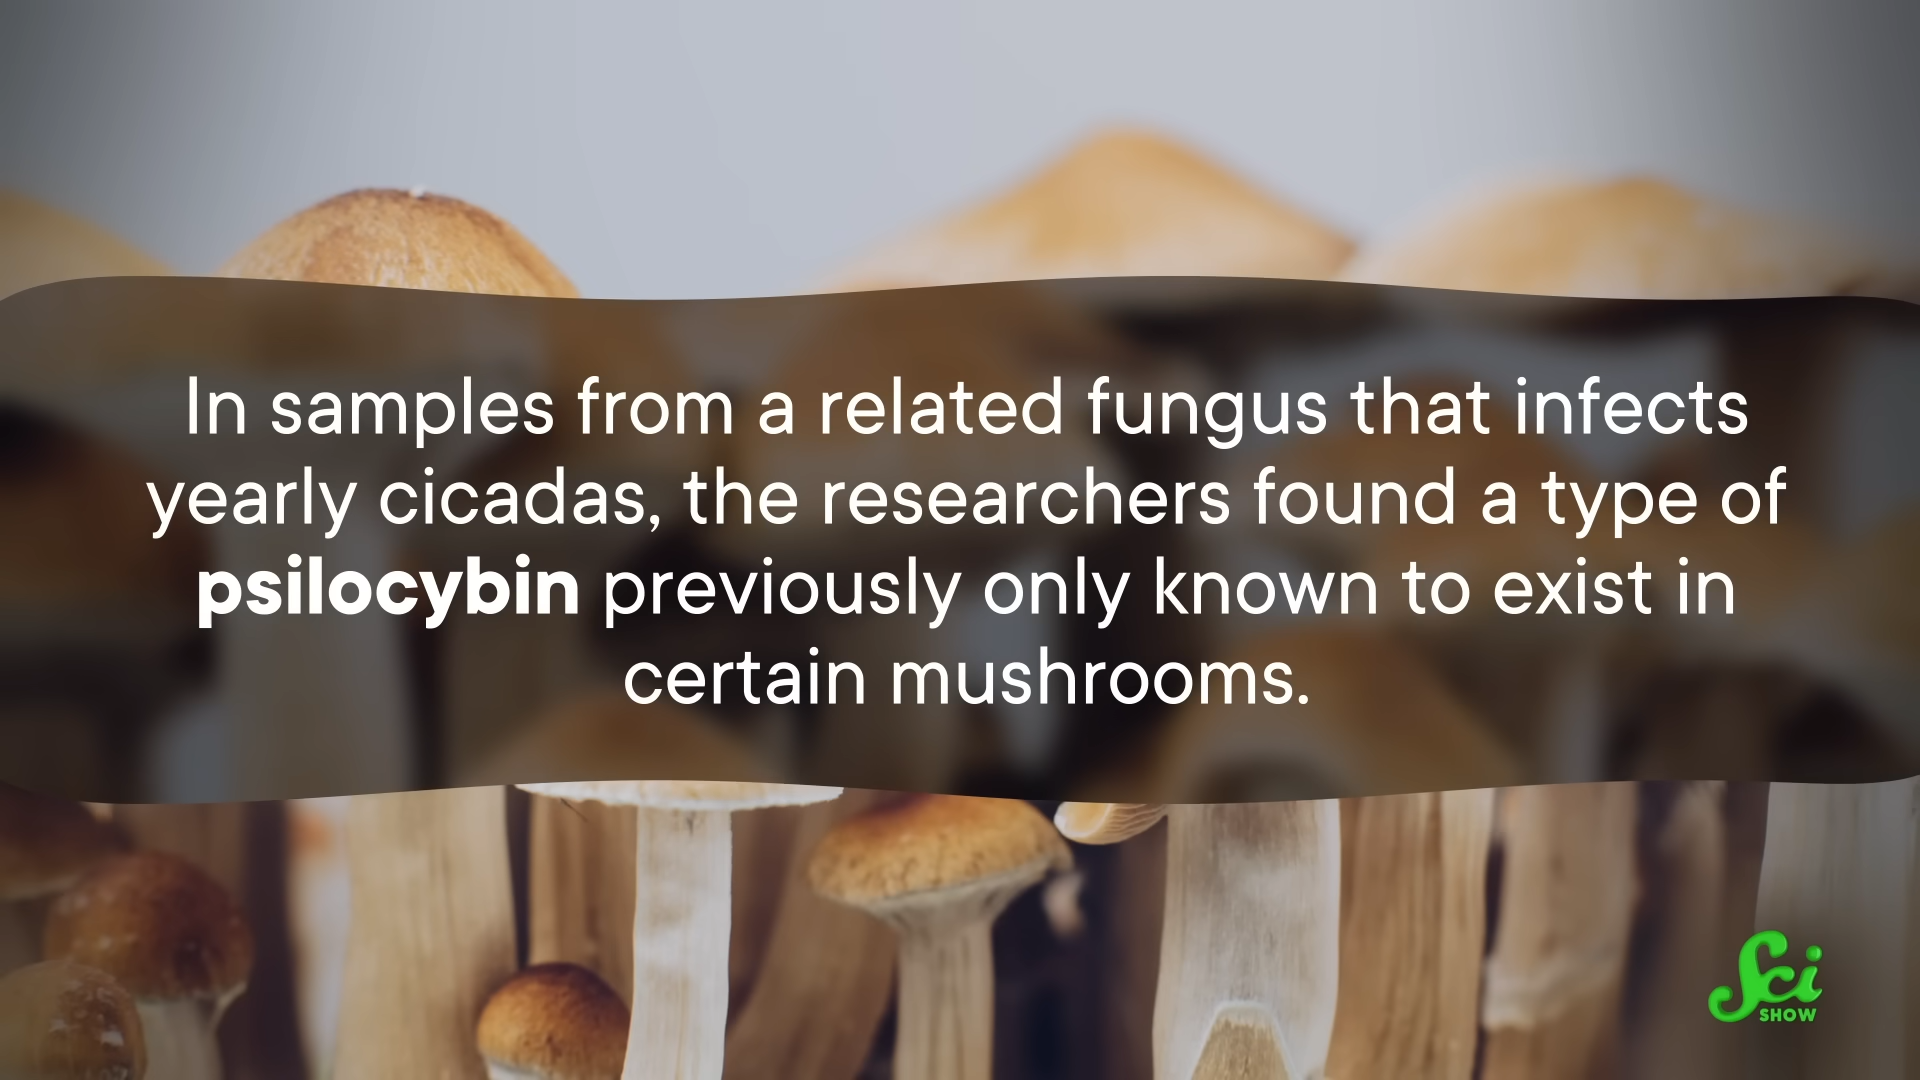 In samples from a related fungus that infects
yearly cicadas, the researchers found a type of
psilocybin previously only known to exist in
certain mushrooms.
Sci
SHOW